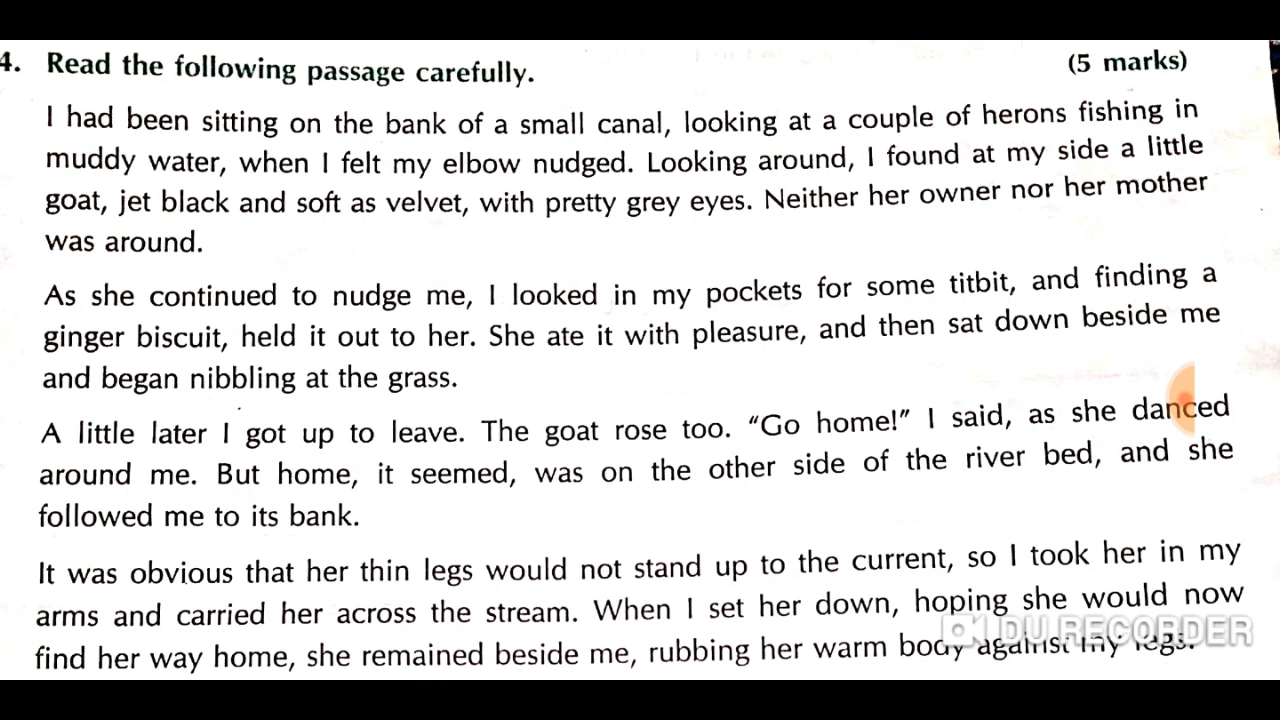 4. Read the following passage carefully. (5 marks)
I had been sitting on the bank of a small canal, looking at a couple of herons fishing in
muddy water, when I felt my elbow nudged. Looking around, I found at my side a little
goat, jet black and soft as velvet, with pretty grey eyes. Neither her owner nor her mother
was around.
As she continued to nudge me, I looked in my pockets for some titbit, and finding a
ginger biscuit, held it out to her. She ate it with pleasure, and then sat down beside me
and began nibbling at the grass.
A little later I got up to leave. The goat rose too. “Go home!” I said, as she danced
around me. But home, it seemed, was on the other side of the river bed, and she
followed me to its bank.
It was obvious that her thin legs would not stand up to the current, so I took her in my
arms and carried her across the stream. When I set her down, hoping she would now
find her way home, she remained beside me, rubbing her warm body against my legs.
DU RECORDER